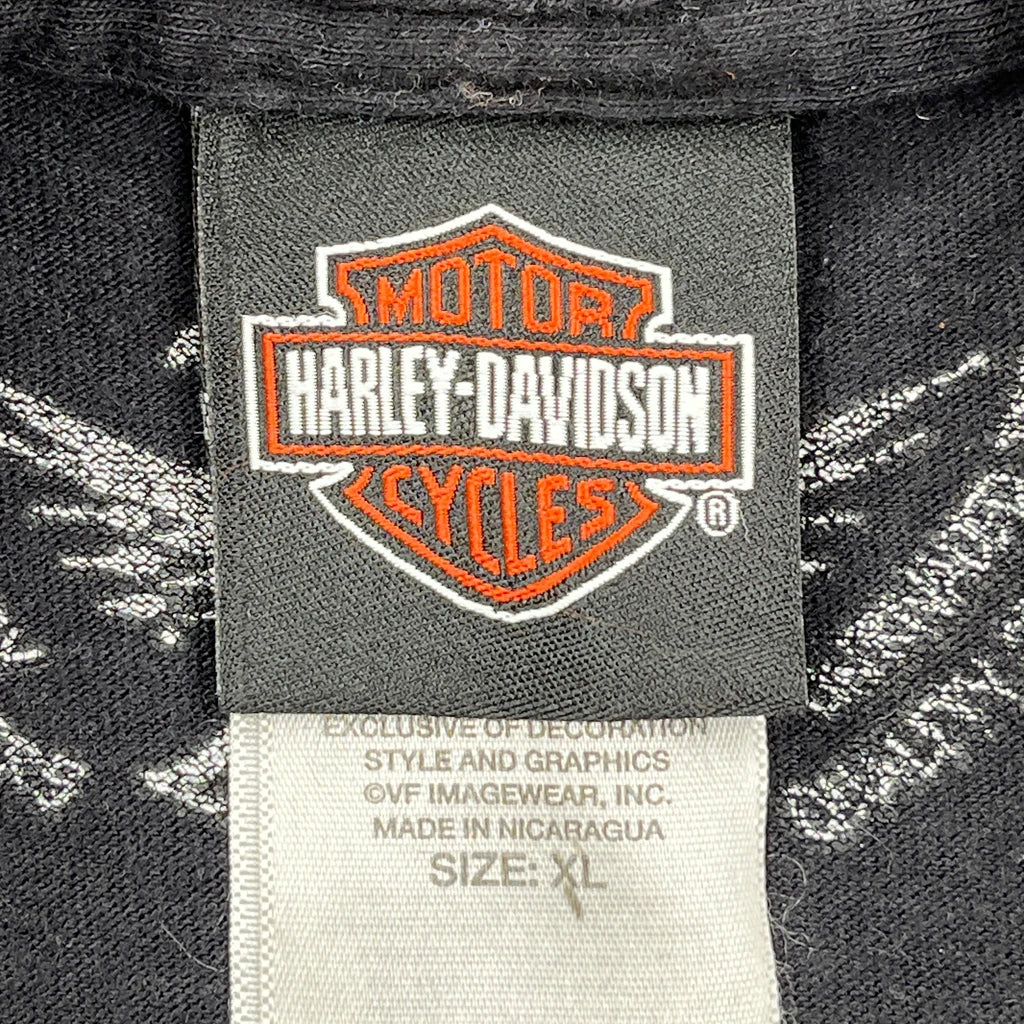 MOTOR
HARLEY-DAVIDSON
CYCLES
®
EXCLUSIVE OF DECORATION
STYLE AND GRAPHICS
©VF IMAGEWEAR, INC.
MADE IN NICARAGUA
SIZE: XL